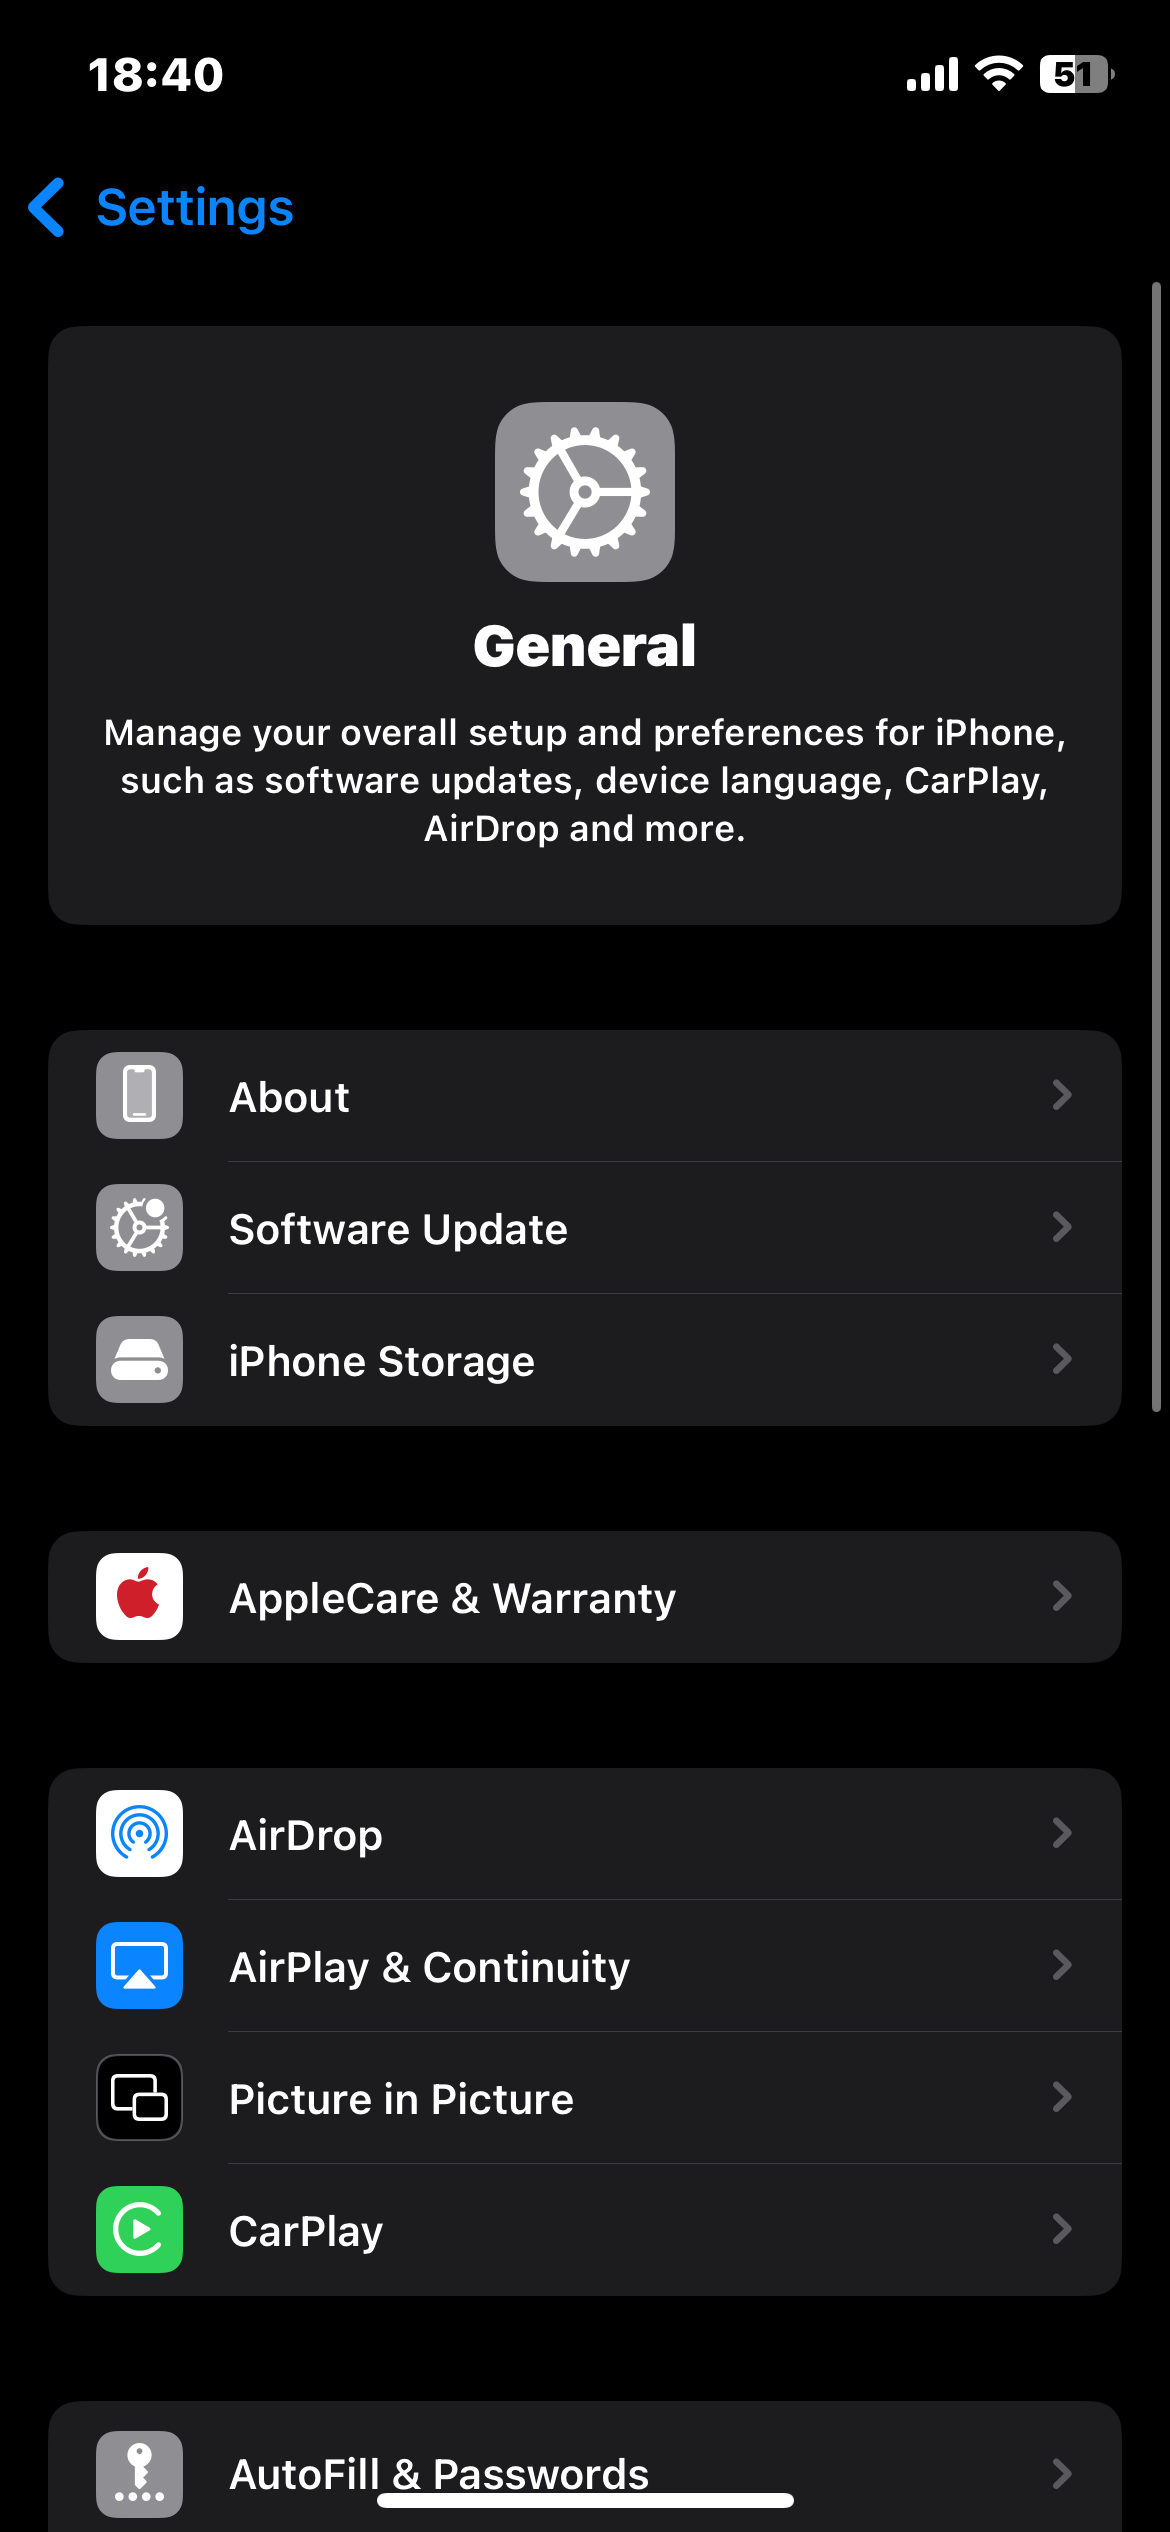 18:40
51
Settings
General
Manage your overall setup and preferences for iPhone,
such as software updates, device language, CarPlay,
AirDrop and more.
About
Software Update
iPhone Storage
AppleCare & Warranty
AirDrop
AirPlay & Continuity
Picture in Picture
CarPlay
AutoFill & Passwords